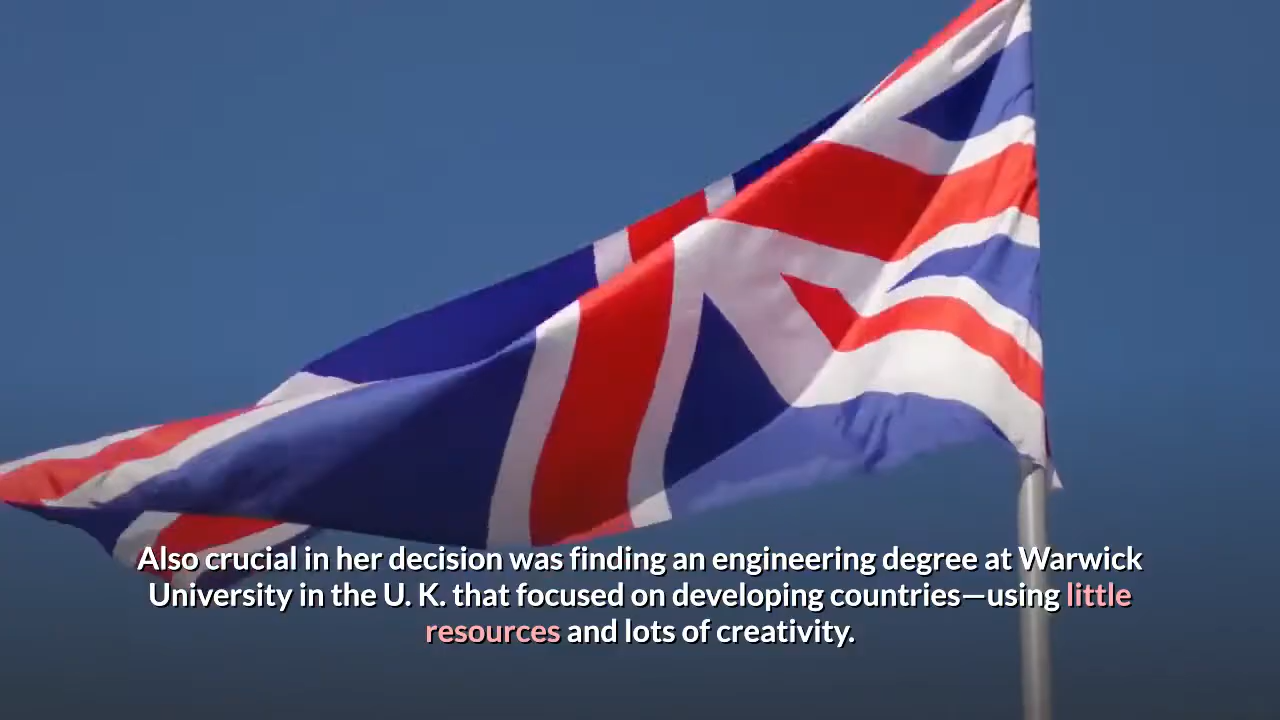 Also crucial in her decision was finding an engineering degree at Warwick
University in the U. K. that focused on developing countries—using little
resources and lots of creativity.